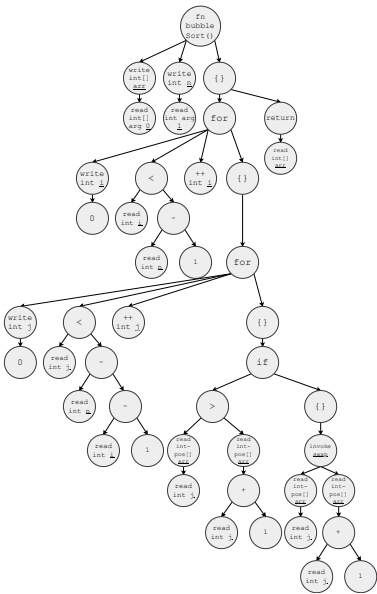 fn
bubble
Sort()
write
int[]
arr
write
int n
{}
read
int[]
arg 0
read
int arg
1
for
return
read
int[]
arr
write
int i
<
++
int i
{}
0
read
int i
-
read
int n
1
for
write
int j
<
++
int j
{}
0
read
int j
-
if
read
int n
-
>
{}
read
int i
1
read
int-
pos[]
arr
read
int-
pos[]
arr
invoke
swap
read
int j
+
read
int-
pos[]
arr
read
int-
pos[]
arr
read
int j
1
read
int j
+
read
int j
1